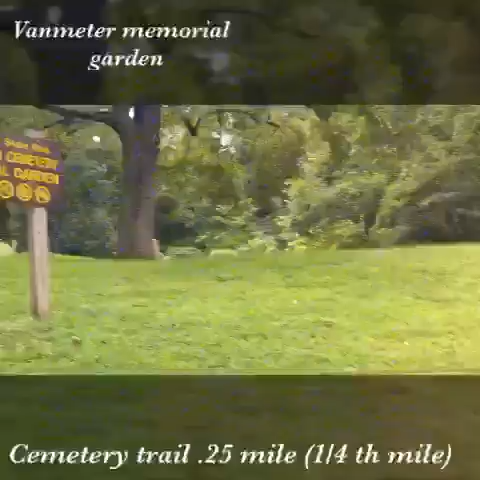 Vanmeter memorial
garden
CEMETERY
GARDEN
Cemetery trail .25 mile (1/4 th mile)